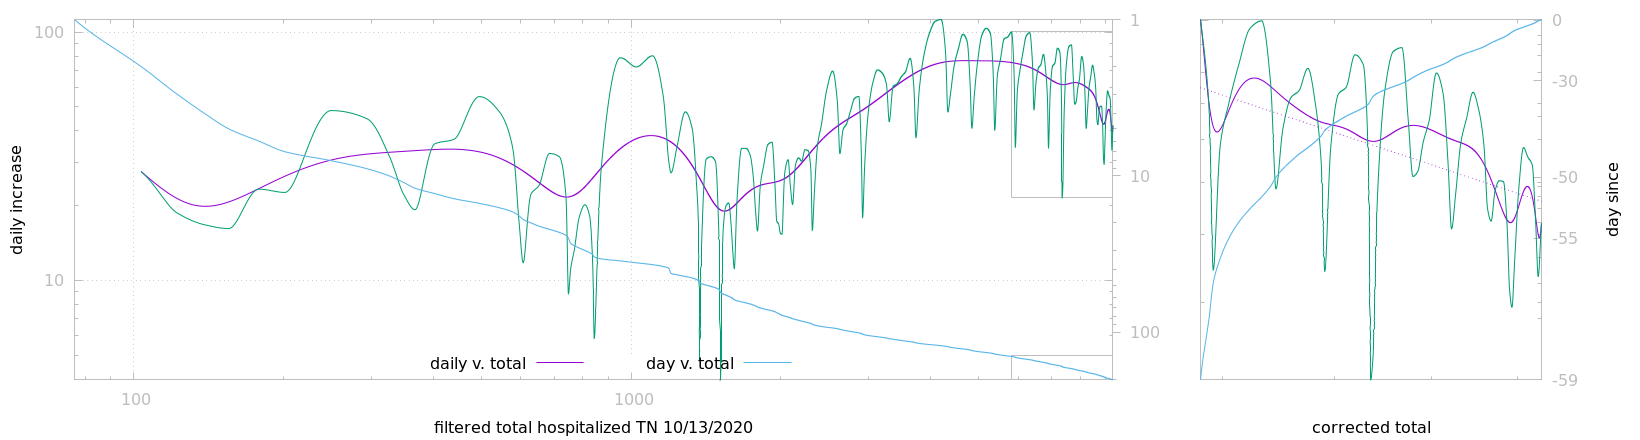 100
10
daily increase
100
1000
filtered total hospitalized TN 10/13/2020
daily v. total
day v. total
1
10
100
0
-30
-50
-55
-59
day since
corrected total